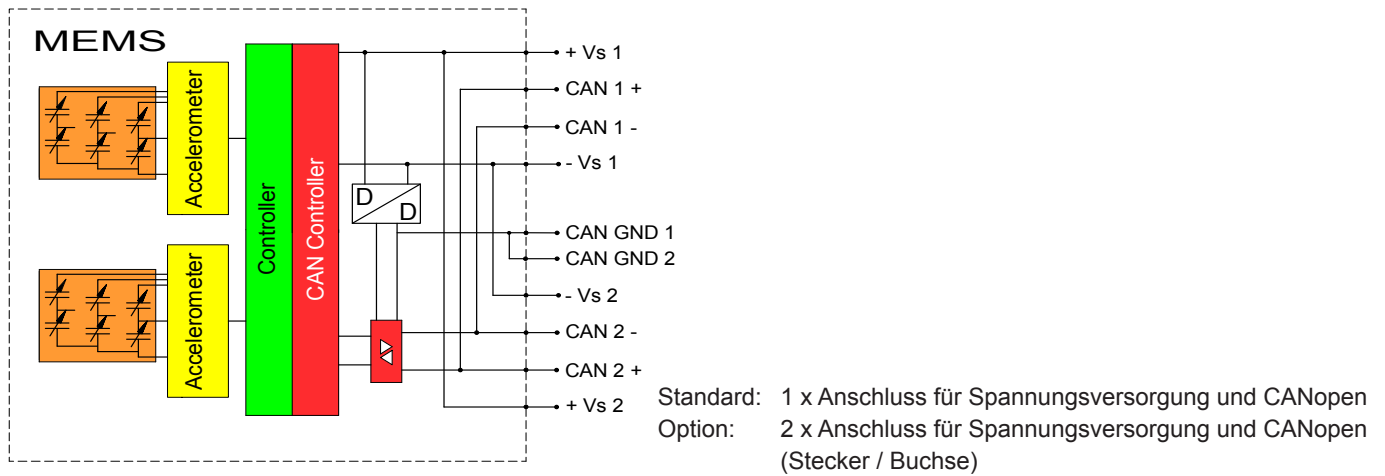 MEMS
Accelerometer
Accelerometer
Controller
CAN Controller
D
D
+ Vs 1
CAN 1 +
CAN 1 -
- Vs 1
CAN GND 1
CAN GND 2
- Vs 2
CAN 2 -
CAN 2 +
+ Vs 2
Standard: 1 x Anschluss für Spannungsversorgung und CANopen
Option: 2 x Anschluss für Spannungsversorgung und CANopen
(Stecker / Buchse)